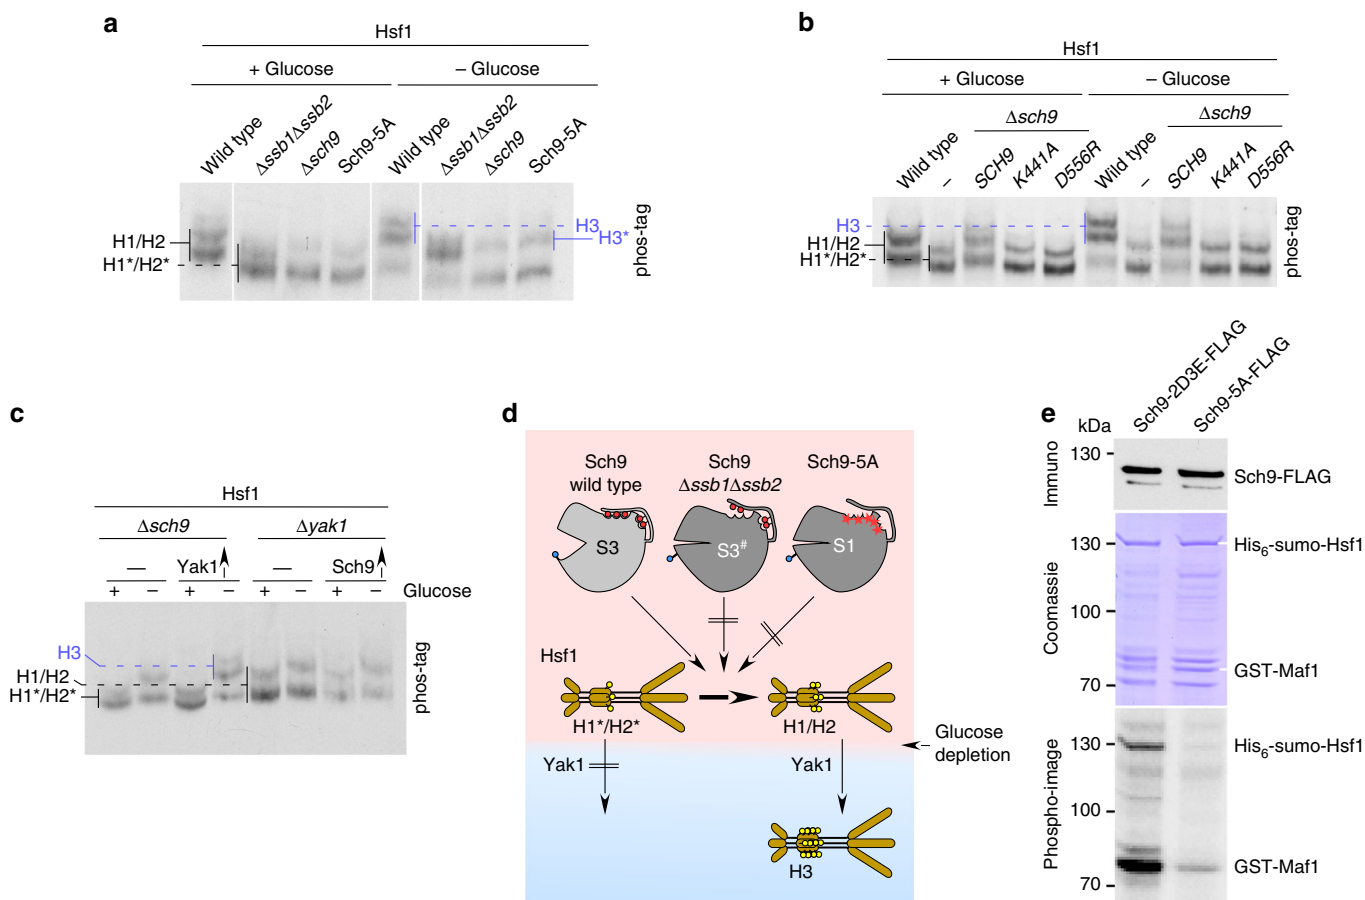 a
Hsf1
+ Glucose
– Glucose
Wild type
Δssb1Δssb2
Δsch9
Sch9-5A
Wild type
Δssb1Δssb2
Δsch9
Sch9-5A
H1/H2
H1*/H2*
H3
H3*
phos-tag
b
Hsf1
+ Glucose
– Glucose
Δsch9
Δsch9
Wild type
–
SCH9
K441A
D556R
Wild type
–
SCH9
K441A
D556R
H3
H1/H2
H1*/H2*
phos-tag
c
Hsf1
Δsch9
Δyak1
—
Yak1
—
Sch9
+
–
+
–
+
–
+
–
Glucose
H3
H1/H2
H1*/H2*
phos-tag
d
Sch9
wild type
Sch9
Δssb1Δssb2
Sch9-5A
S3
S3#
S1
Hsf1
H1*/H2*
H1/H2
Glucose
depletion
Yak1
Yak1
H3
e
Sch9-2D3E-FLAG
Sch9-5A-FLAG
kDa
130
Immuno
Sch9-FLAG
130
100
70
Coomassie
His6-sumo-Hsf1
GST-Maf1
130
100
70
Phospho-image
His6-sumo-Hsf1
GST-Maf1